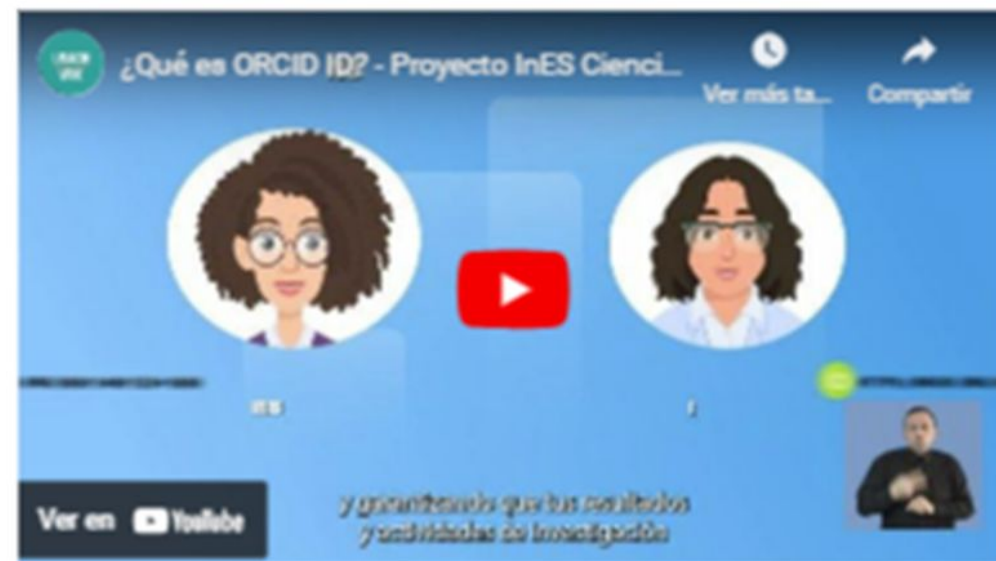 ¿Qué es ORCID ID? - Proyecto InES Cienci...
Ver más ta...
Compartir
y garantizando que tus resultados
y actividades de investigación
Ver en YouTube